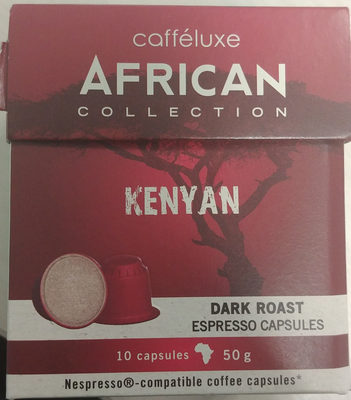 cafféluxe
AFRICAN
COLLECTION
KENYAN
DARK ROAST
ESPRESSO CAPSULES
10 capsules 50 g
Nespresso®-compatible coffee capsules*